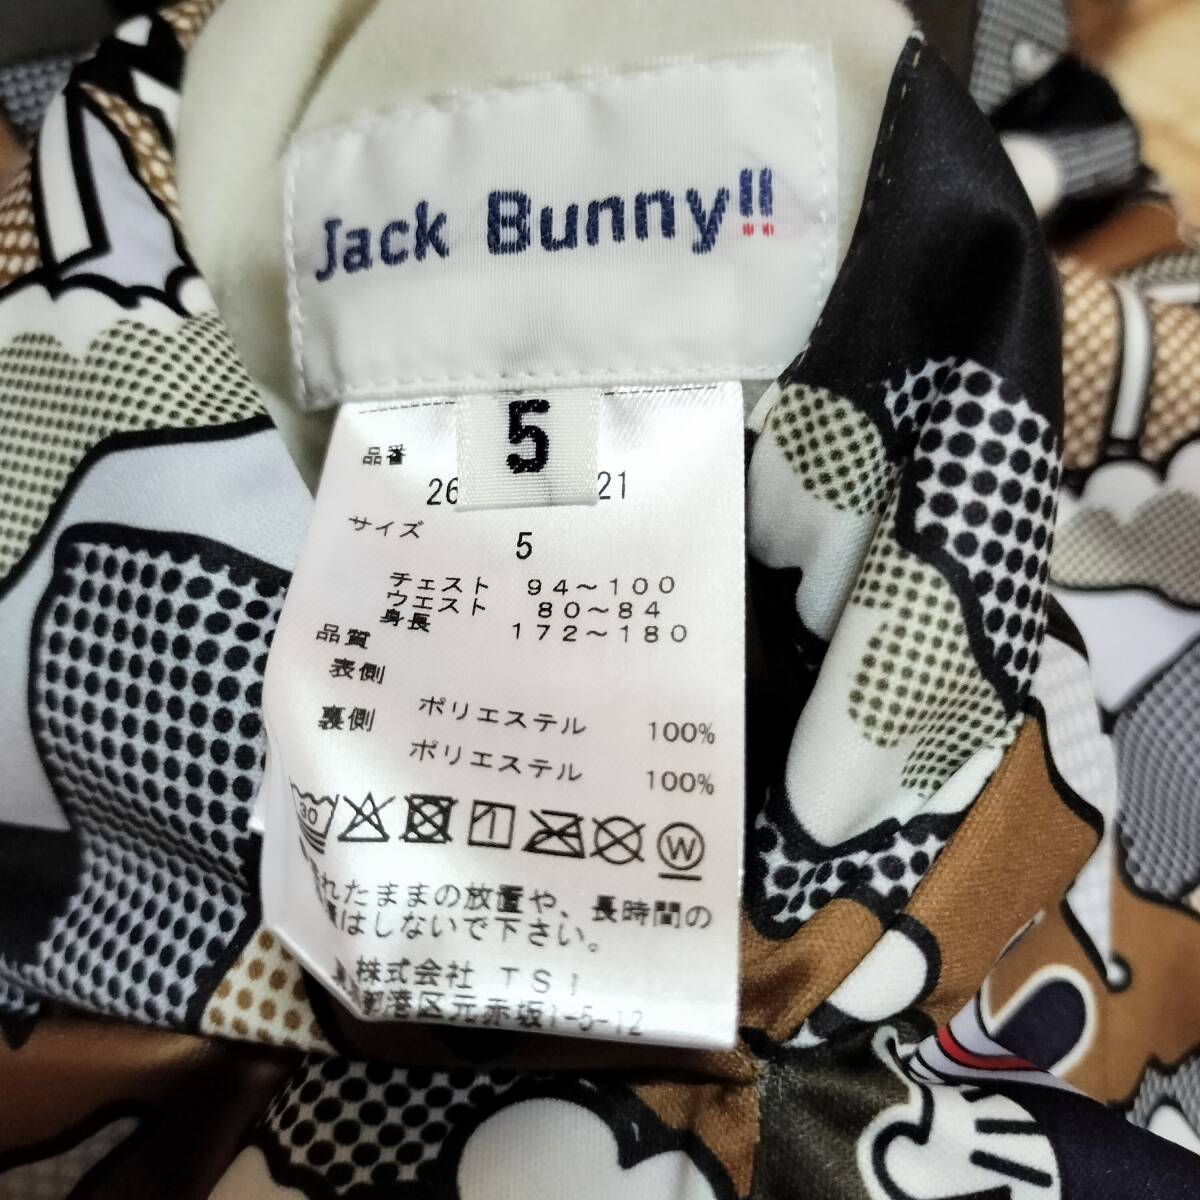 Jack Bunny!!
5
品番
26 21
サイズ
5
チェスト 94~100
ウエスト 80~84
身長 172~180
品質
表側
ポリエステル 100%
裏側
ポリエステル 100%
30
W
れたままの放置や、長時間の
はしないで下さい。
株式会社 TSI
港区元赤坂1-5-12